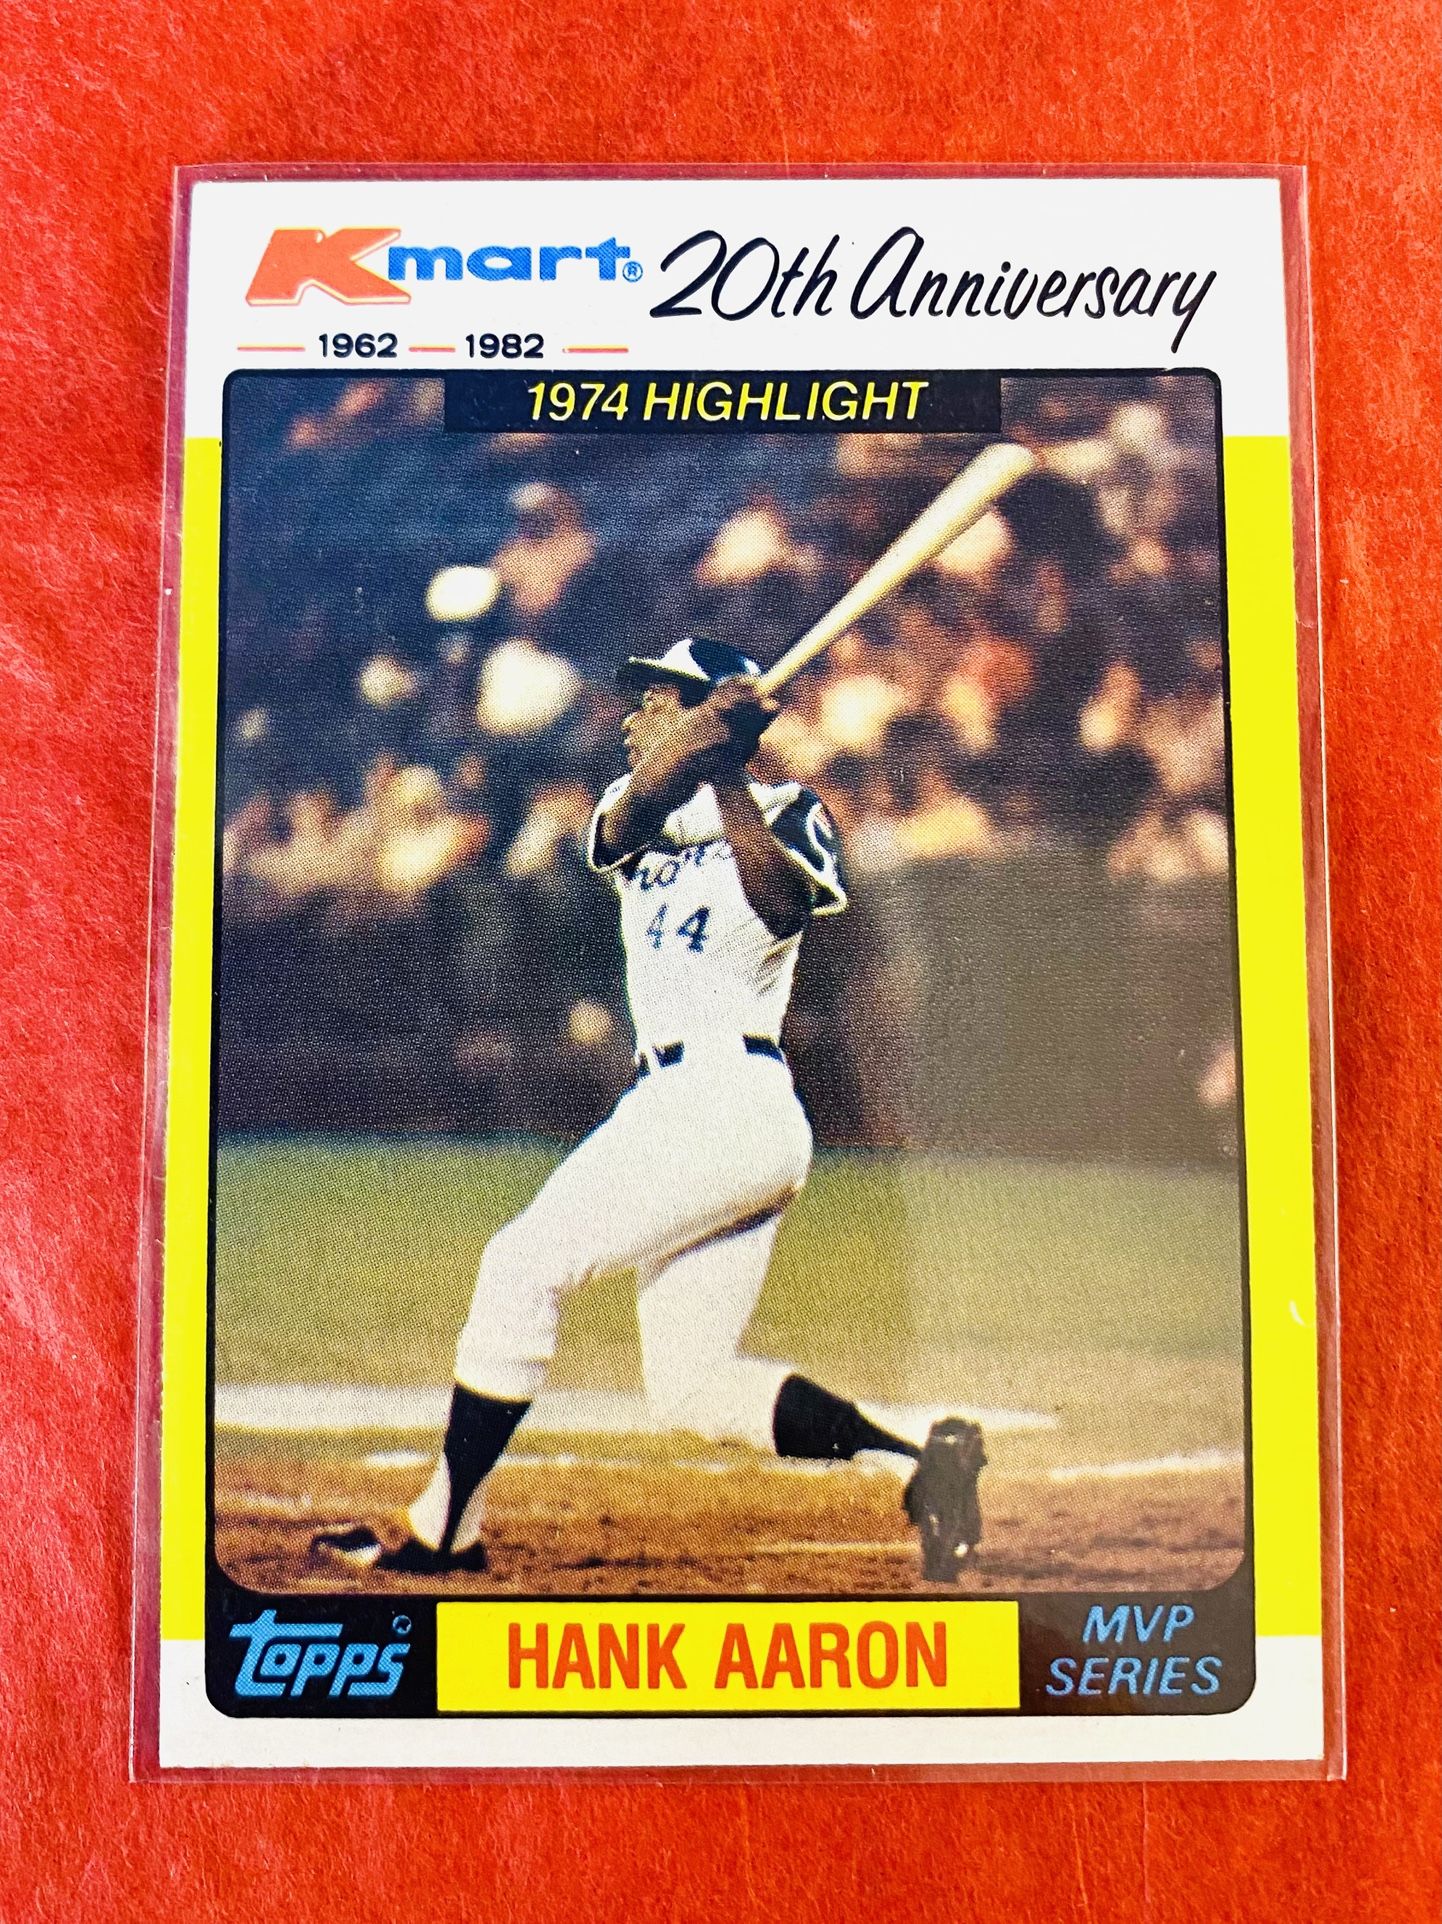 Kmart® 20th Anniversary
1962 — 1982
1974 HIGHLIGHT
44
topps HANK AARON MVP
SERIES